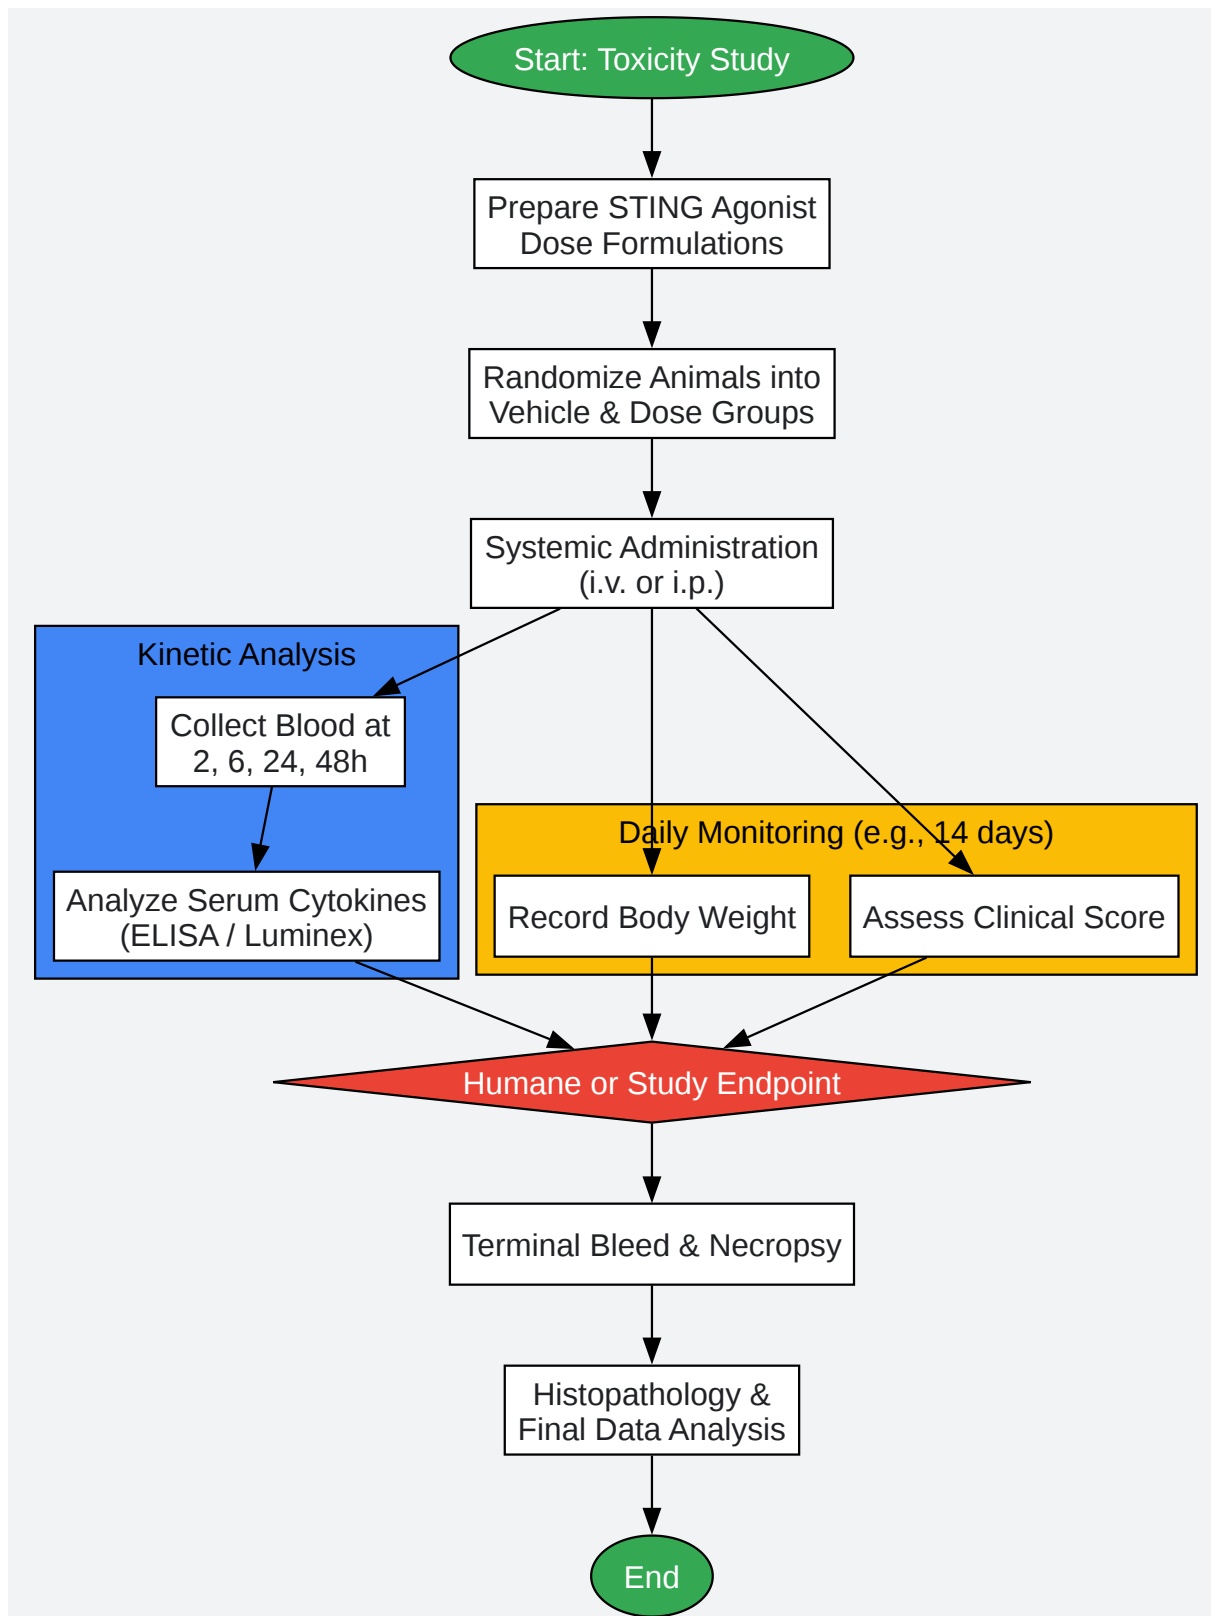 Start: Toxicity Study
Prepare STING Agonist
Dose Formulations
Randomize Animals into
Vehicle & Dose Groups
Systemic Administration
(i.v. or i.p.)
Kinetic Analysis
Collect Blood at
2, 6, 24, 48h
Analyze Serum Cytokines
(ELISA / Luminex)
Daily Monitoring (e.g., 14 days)
Record Body Weight
Assess Clinical Score
Humane or Study Endpoint
Terminal Bleed & Necropsy
Histopathology &
Final Data Analysis
End